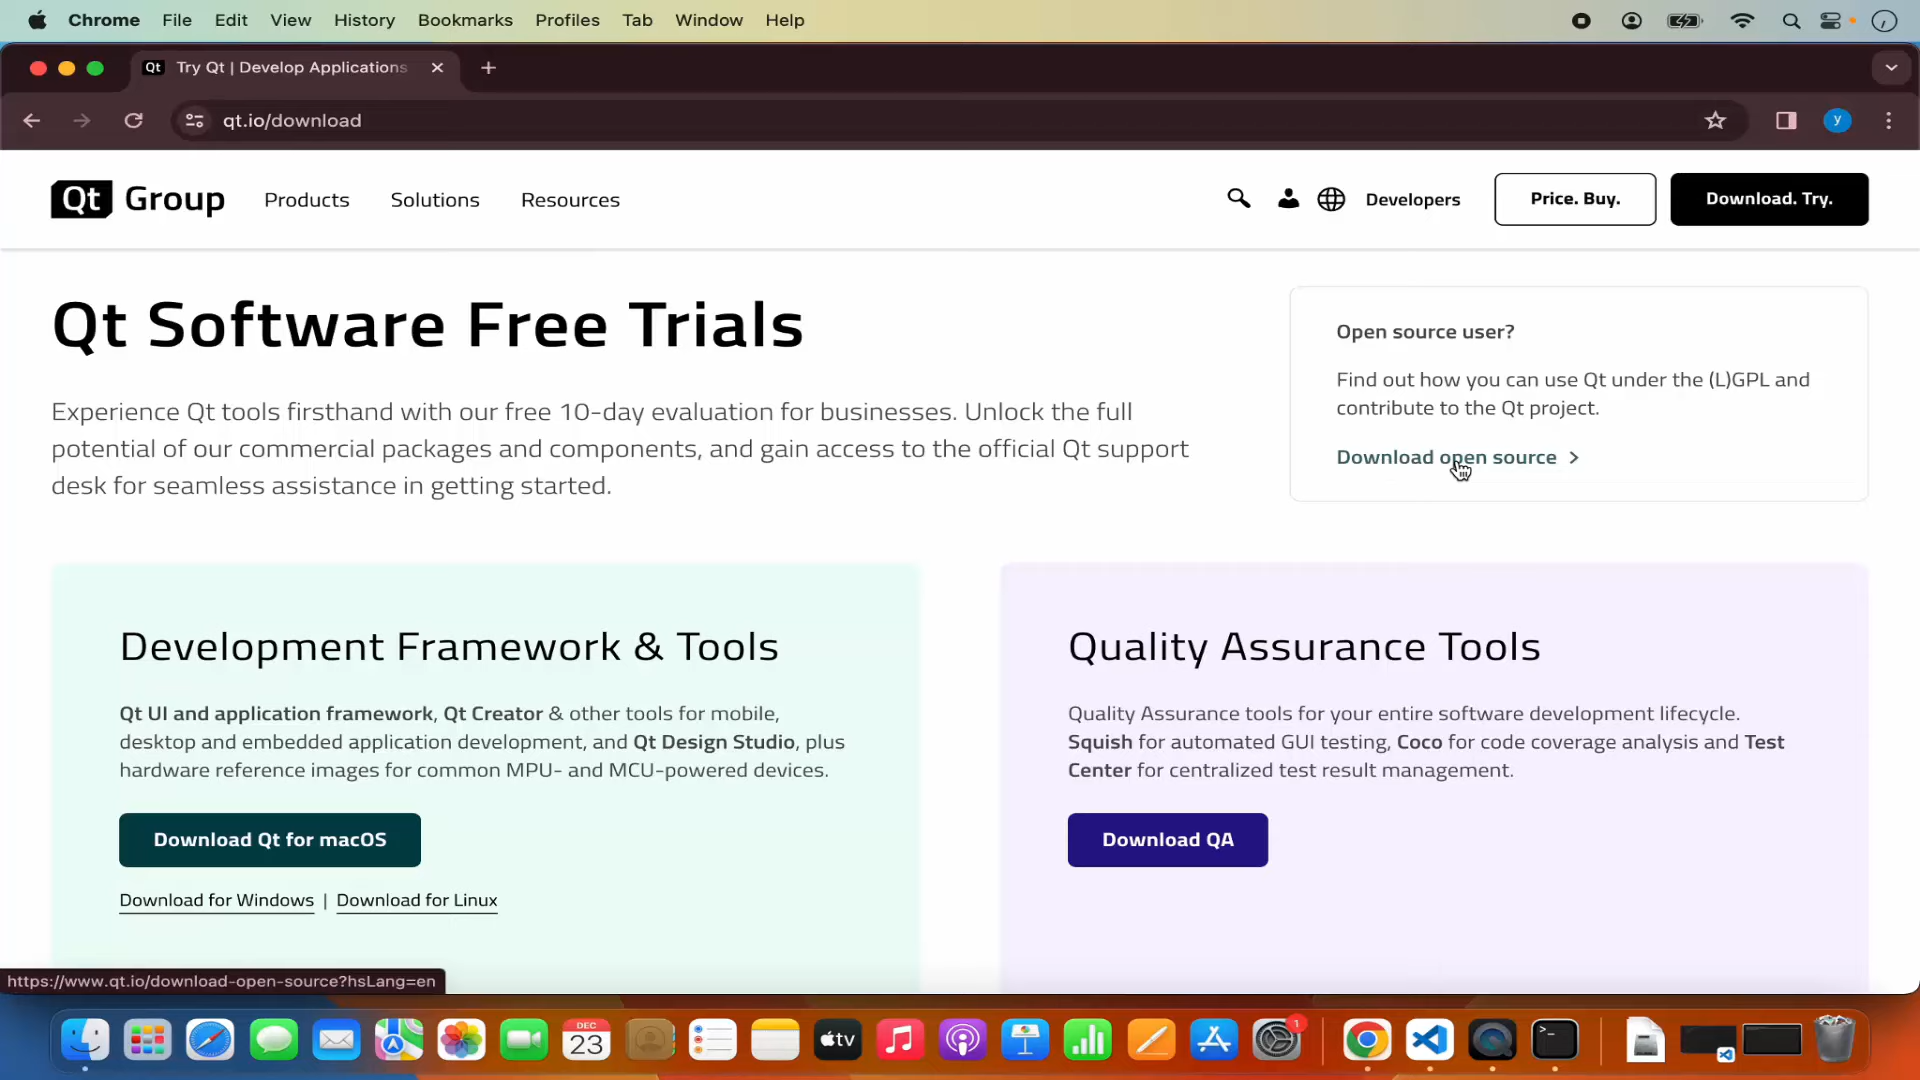 Chrome File Edit View History Bookmarks Profiles Tab Window Help
Qt Try Qt | Develop Applications
qt.io/download
y
Qt Group Products Solutions Resources Developers Price. Buy. Download. Try.
Qt Software Free Trials
Experience Qt tools firsthand with our free 10-day evaluation for businesses. Unlock the full
potential of our commercial packages and components, and gain access to the official Qt support
desk for seamless assistance in getting started.
Open source user?
Find out how you can use Qt under the (L)GPL and
contribute to the Qt project.
Download open source >
Development Framework & Tools
Qt UI and application framework, Qt Creator & other tools for mobile,
desktop and embedded application development, and Qt Design Studio, plus
hardware reference images for common MPU- and MCU-powered devices.
Download Qt for macOS
Download for Windows | Download for Linux
Quality Assurance Tools
Quality Assurance tools for your entire software development lifecycle.
Squish for automated GUI testing, Coco for code coverage analysis and Test
Center for centralized test result management.
Download QA
https://www.qt.io/download-open-source?hsLang=en
DEC
23
tv
1